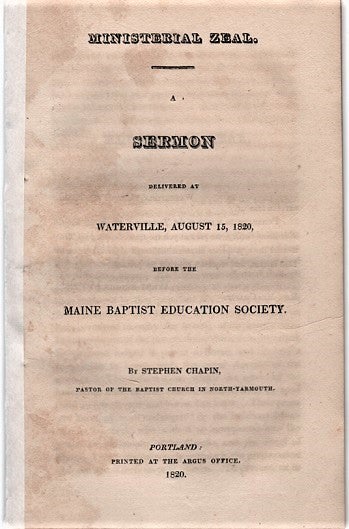 MINISTERIAL ZEAL.
A
SERMON
DELIVERED AT
WATERVILLE, AUGUST 15, 1820,
BEFORE THE
MAINE BAPTIST EDUCATION SOCIETY.
By STEPHEN CHAPIN,
PASTOR OF THE BAPTIST CHURCH IN NORTH-YARMOUTH.
PORTLAND:
PRINTED AT THE ARGUS OFFICE.
1820.